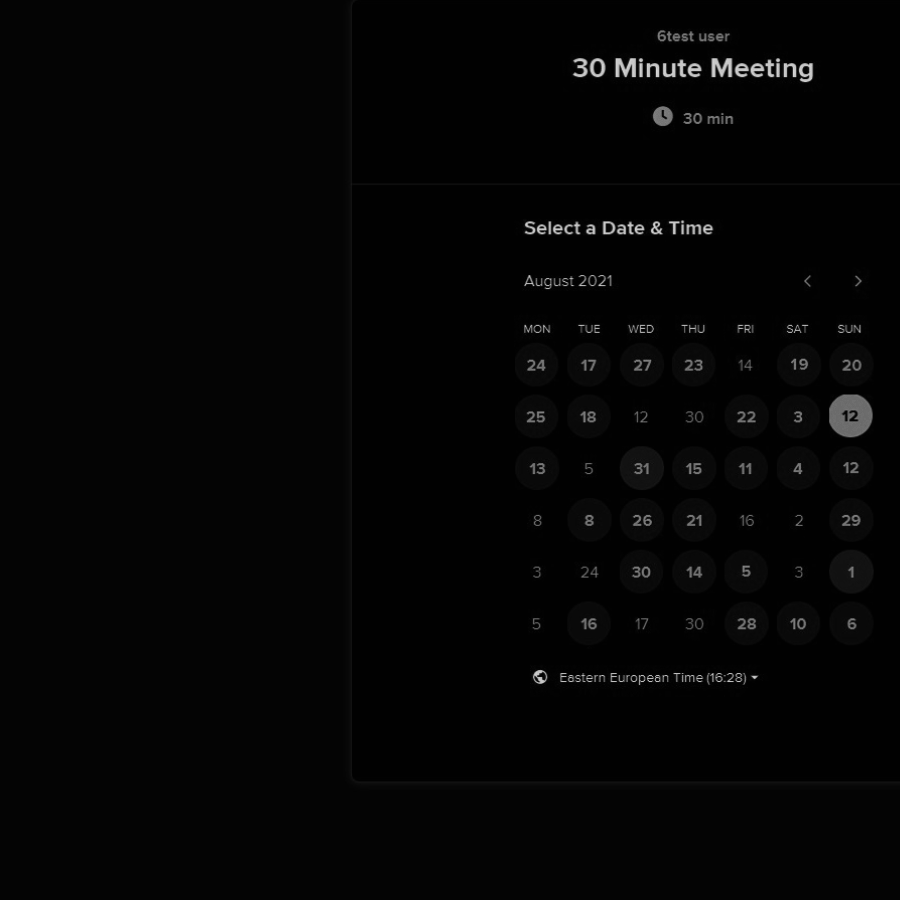 6test user
30 Minute Meeting
30 min
Select a Date & Time
August 2021
MON TUE WED THU FRI SAT SUN
24 17 27 23 14 19 20
25 18 12 30 22 3 12
13 5 31 15 11 4 12
8 8 26 21 16 2 29
3 24 30 14 5 3 1
5 16 17 30 28 10 6
Eastern European Time (16:28)